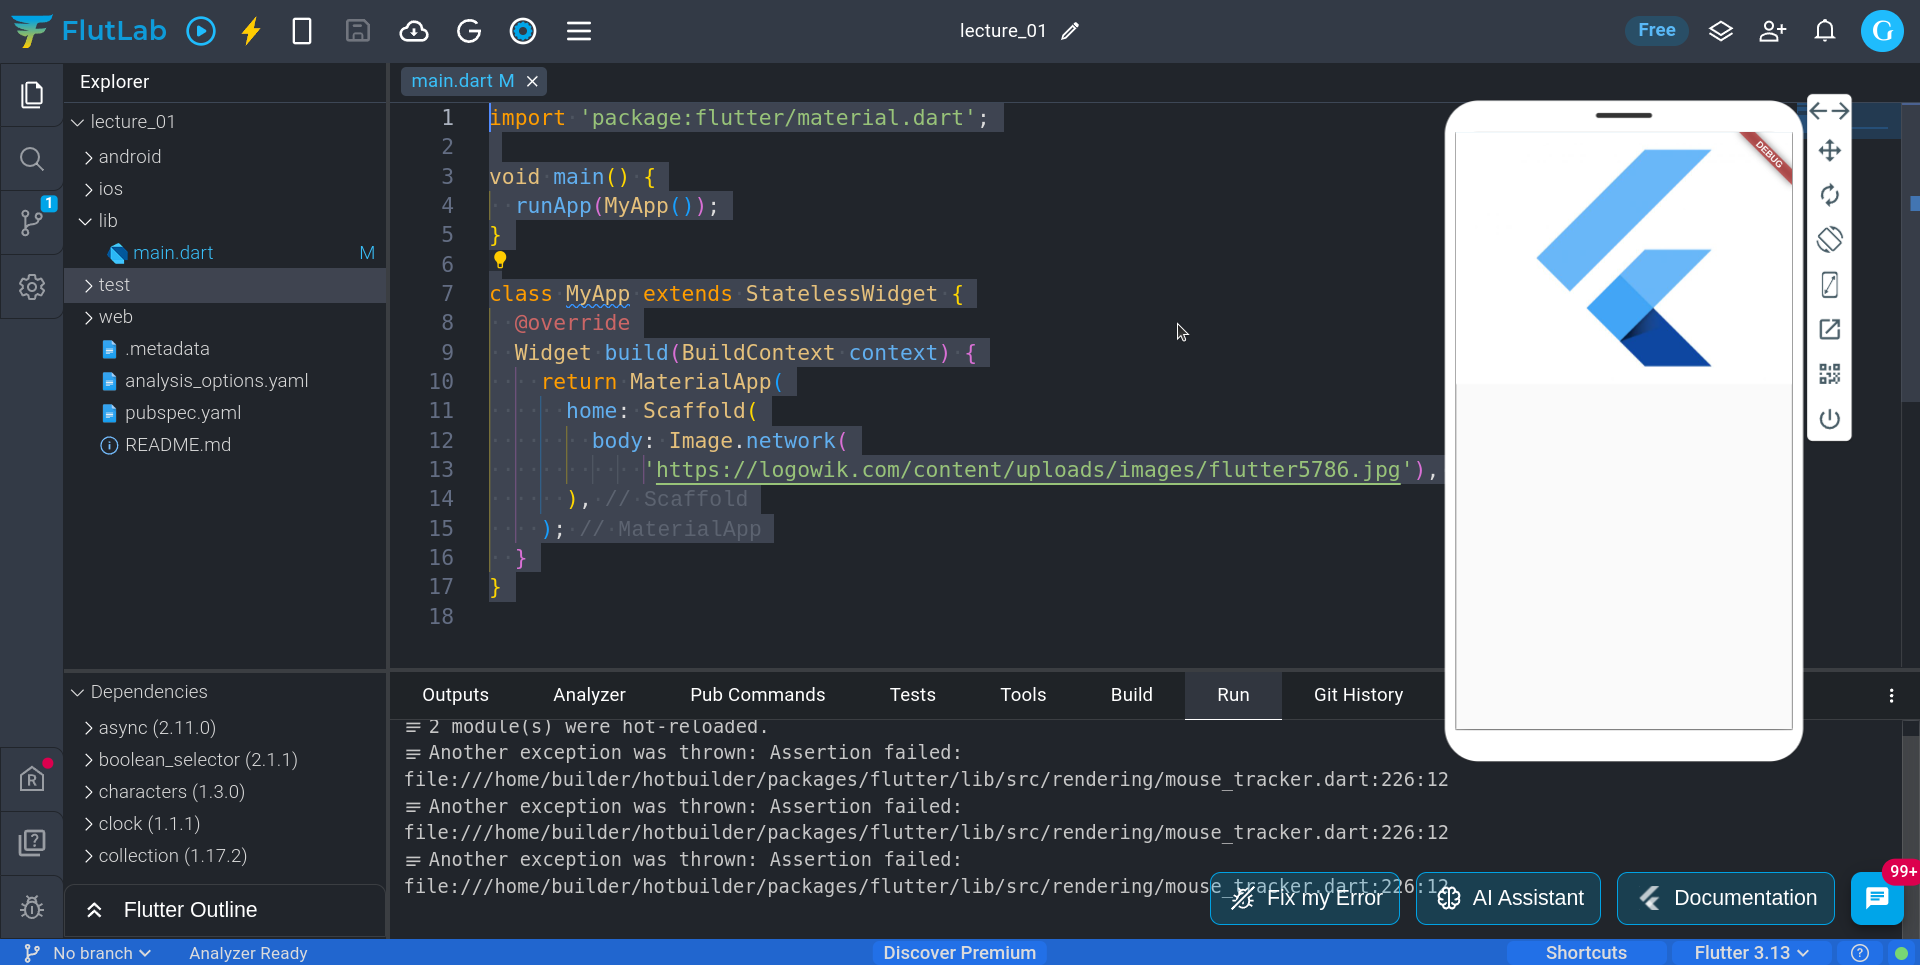 FlutLab
lecture_01
Free
G
Explorer
main.dart M
lecture_01
android
ios
lib
main.dart M
test
web
.metadata
analysis_options.yaml
pubspec.yaml
README.md
1
1 import 'package:flutter/material.dart';
2
3 void main() {
4 runApp(MyApp());
5 }
6
7 class MyApp extends StatelessWidget {
8 @override
9 Widget build(BuildContext context) {
10 return MaterialApp(
11 home: Scaffold(
12 body: Image.network(
13 'https://logowik.com/content/uploads/images/flutter5786.jpg'),
14 ), // Scaffold
15 ); // MaterialApp
16 }
17 }
18
DEBUG
Dependencies
async (2.11.0)
boolean_selector (2.1.1)
characters (1.3.0)
clock (1.1.1)
collection (1.17.2)
Flutter Outline
Outputs Analyzer Pub Commands Tests Tools Build Run Git History
2 module(s) were hot-reloaded.
Another exception was thrown: Assertion failed:
file:///home/builder/hotbuilder/packages/flutter/lib/src/rendering/mouse_tracker.dart:226:12
Another exception was thrown: Assertion failed:
file:///home/builder/hotbuilder/packages/flutter/lib/src/rendering/mouse_tracker.dart:226:12
Another exception was thrown: Assertion failed:
file:///home/builder/hotbuilder/packages/flutter/lib/src/rendering/mouse_tracker.dart:226:12
Fix my Error
AI Assistant
Documentation
99+
No branch
Analyzer Ready
Discover Premium
Shortcuts
Flutter 3.13